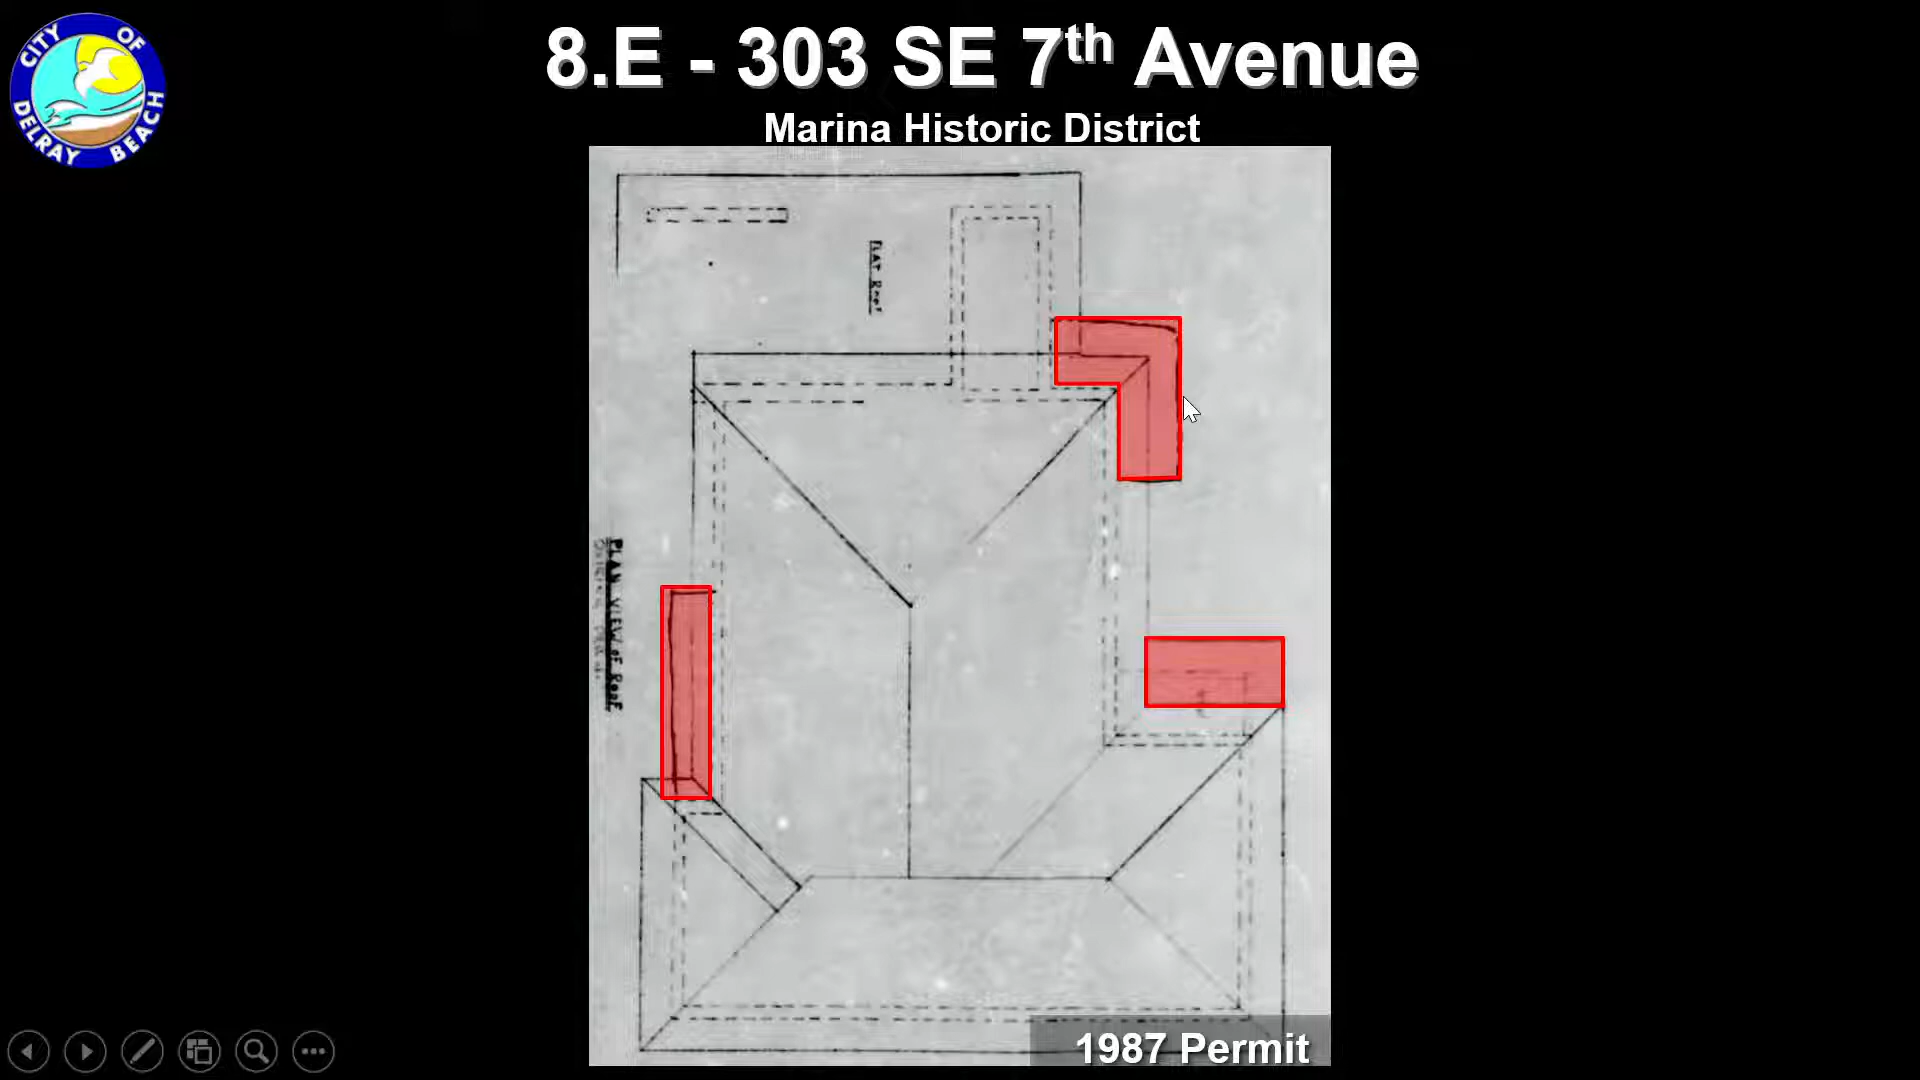 CITY OF
DELRAY BEACH
8.E - 303 SE 7th Avenue
Marina Historic District
FLAT ROOF
PLAN VIEW OF ROOF
1987 Permit